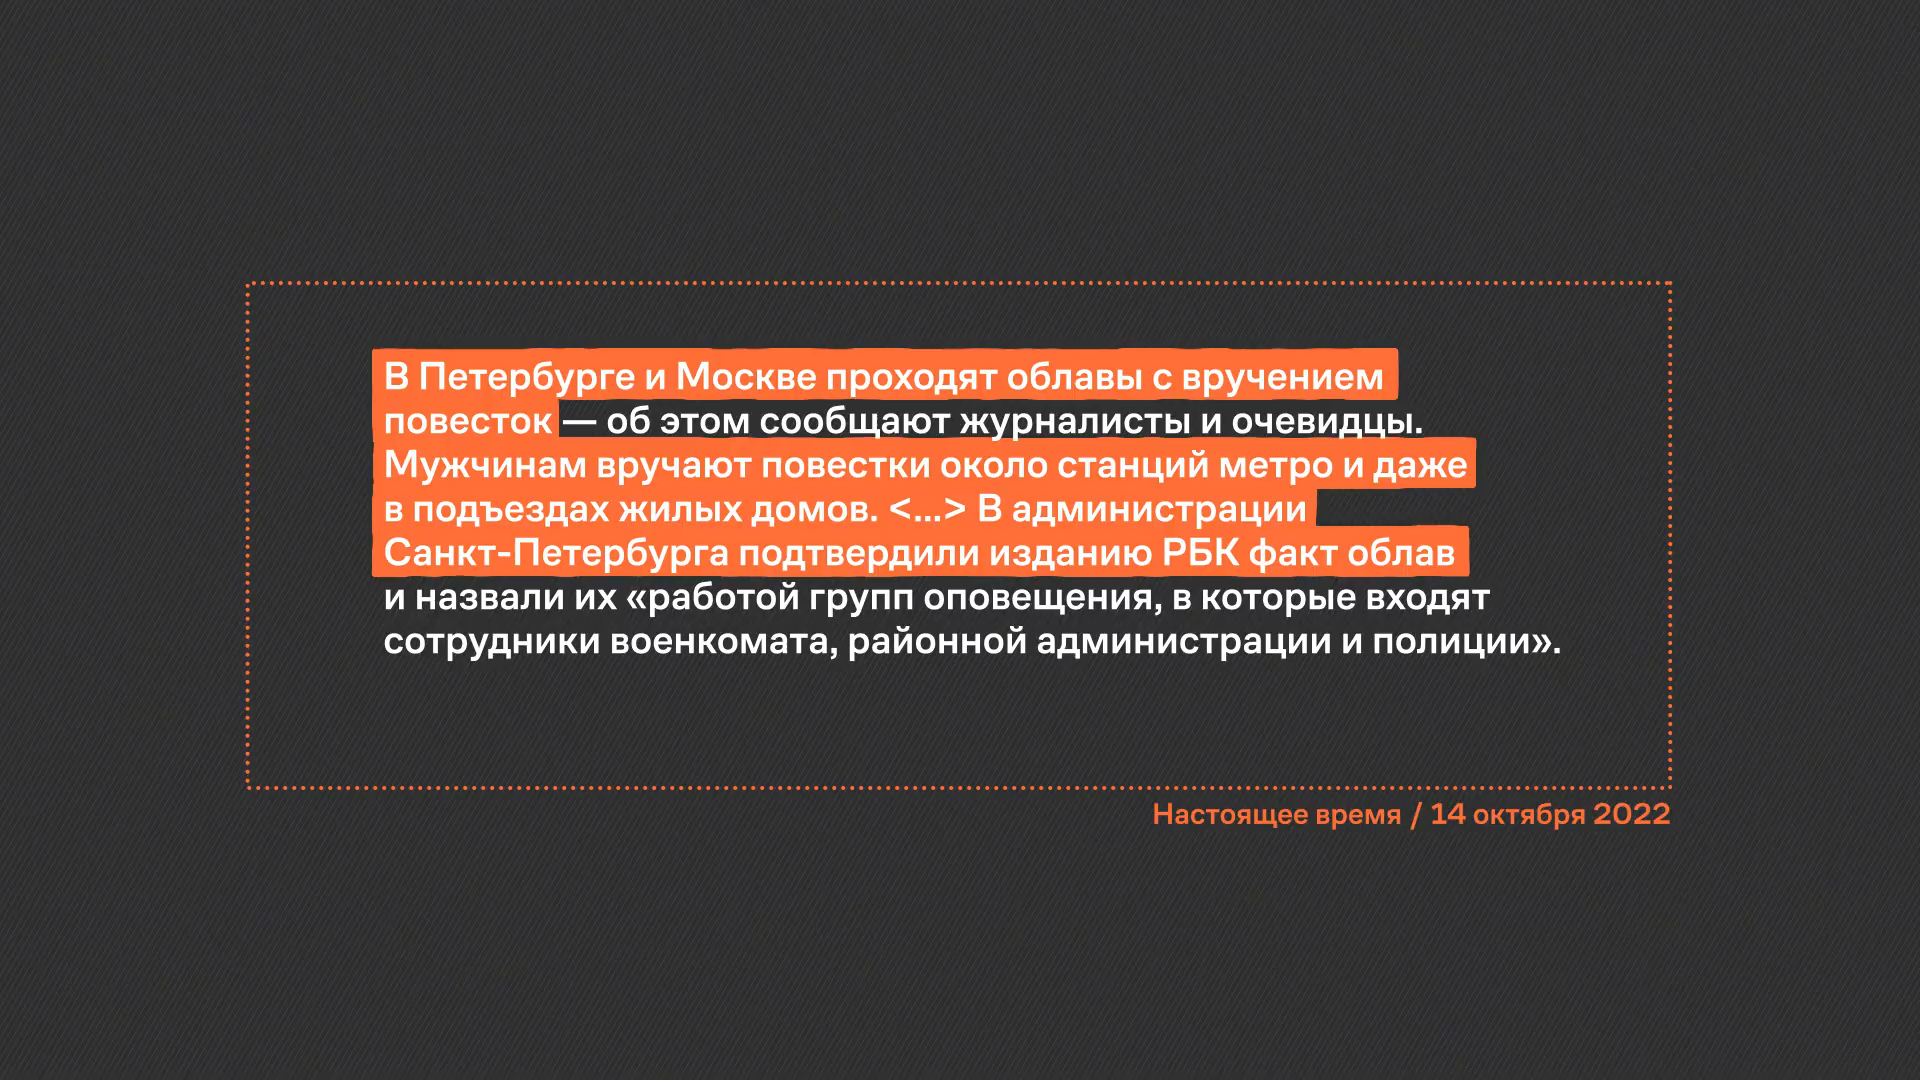 В Петербурге и Москве проходят облавы с вручением
повесток — об этом сообщают журналисты и очевидцы.
Мужчинам вручают повестки около станций метро и даже
в подъездах жилых домов. <...> В администрации
Санкт-Петербурга подтвердили изданию РБК факт облав
и назвали их «работой групп оповещения, в которые входят
сотрудники военкомата, районной администрации и полиции».
Настоящее время / 14 октября 2022